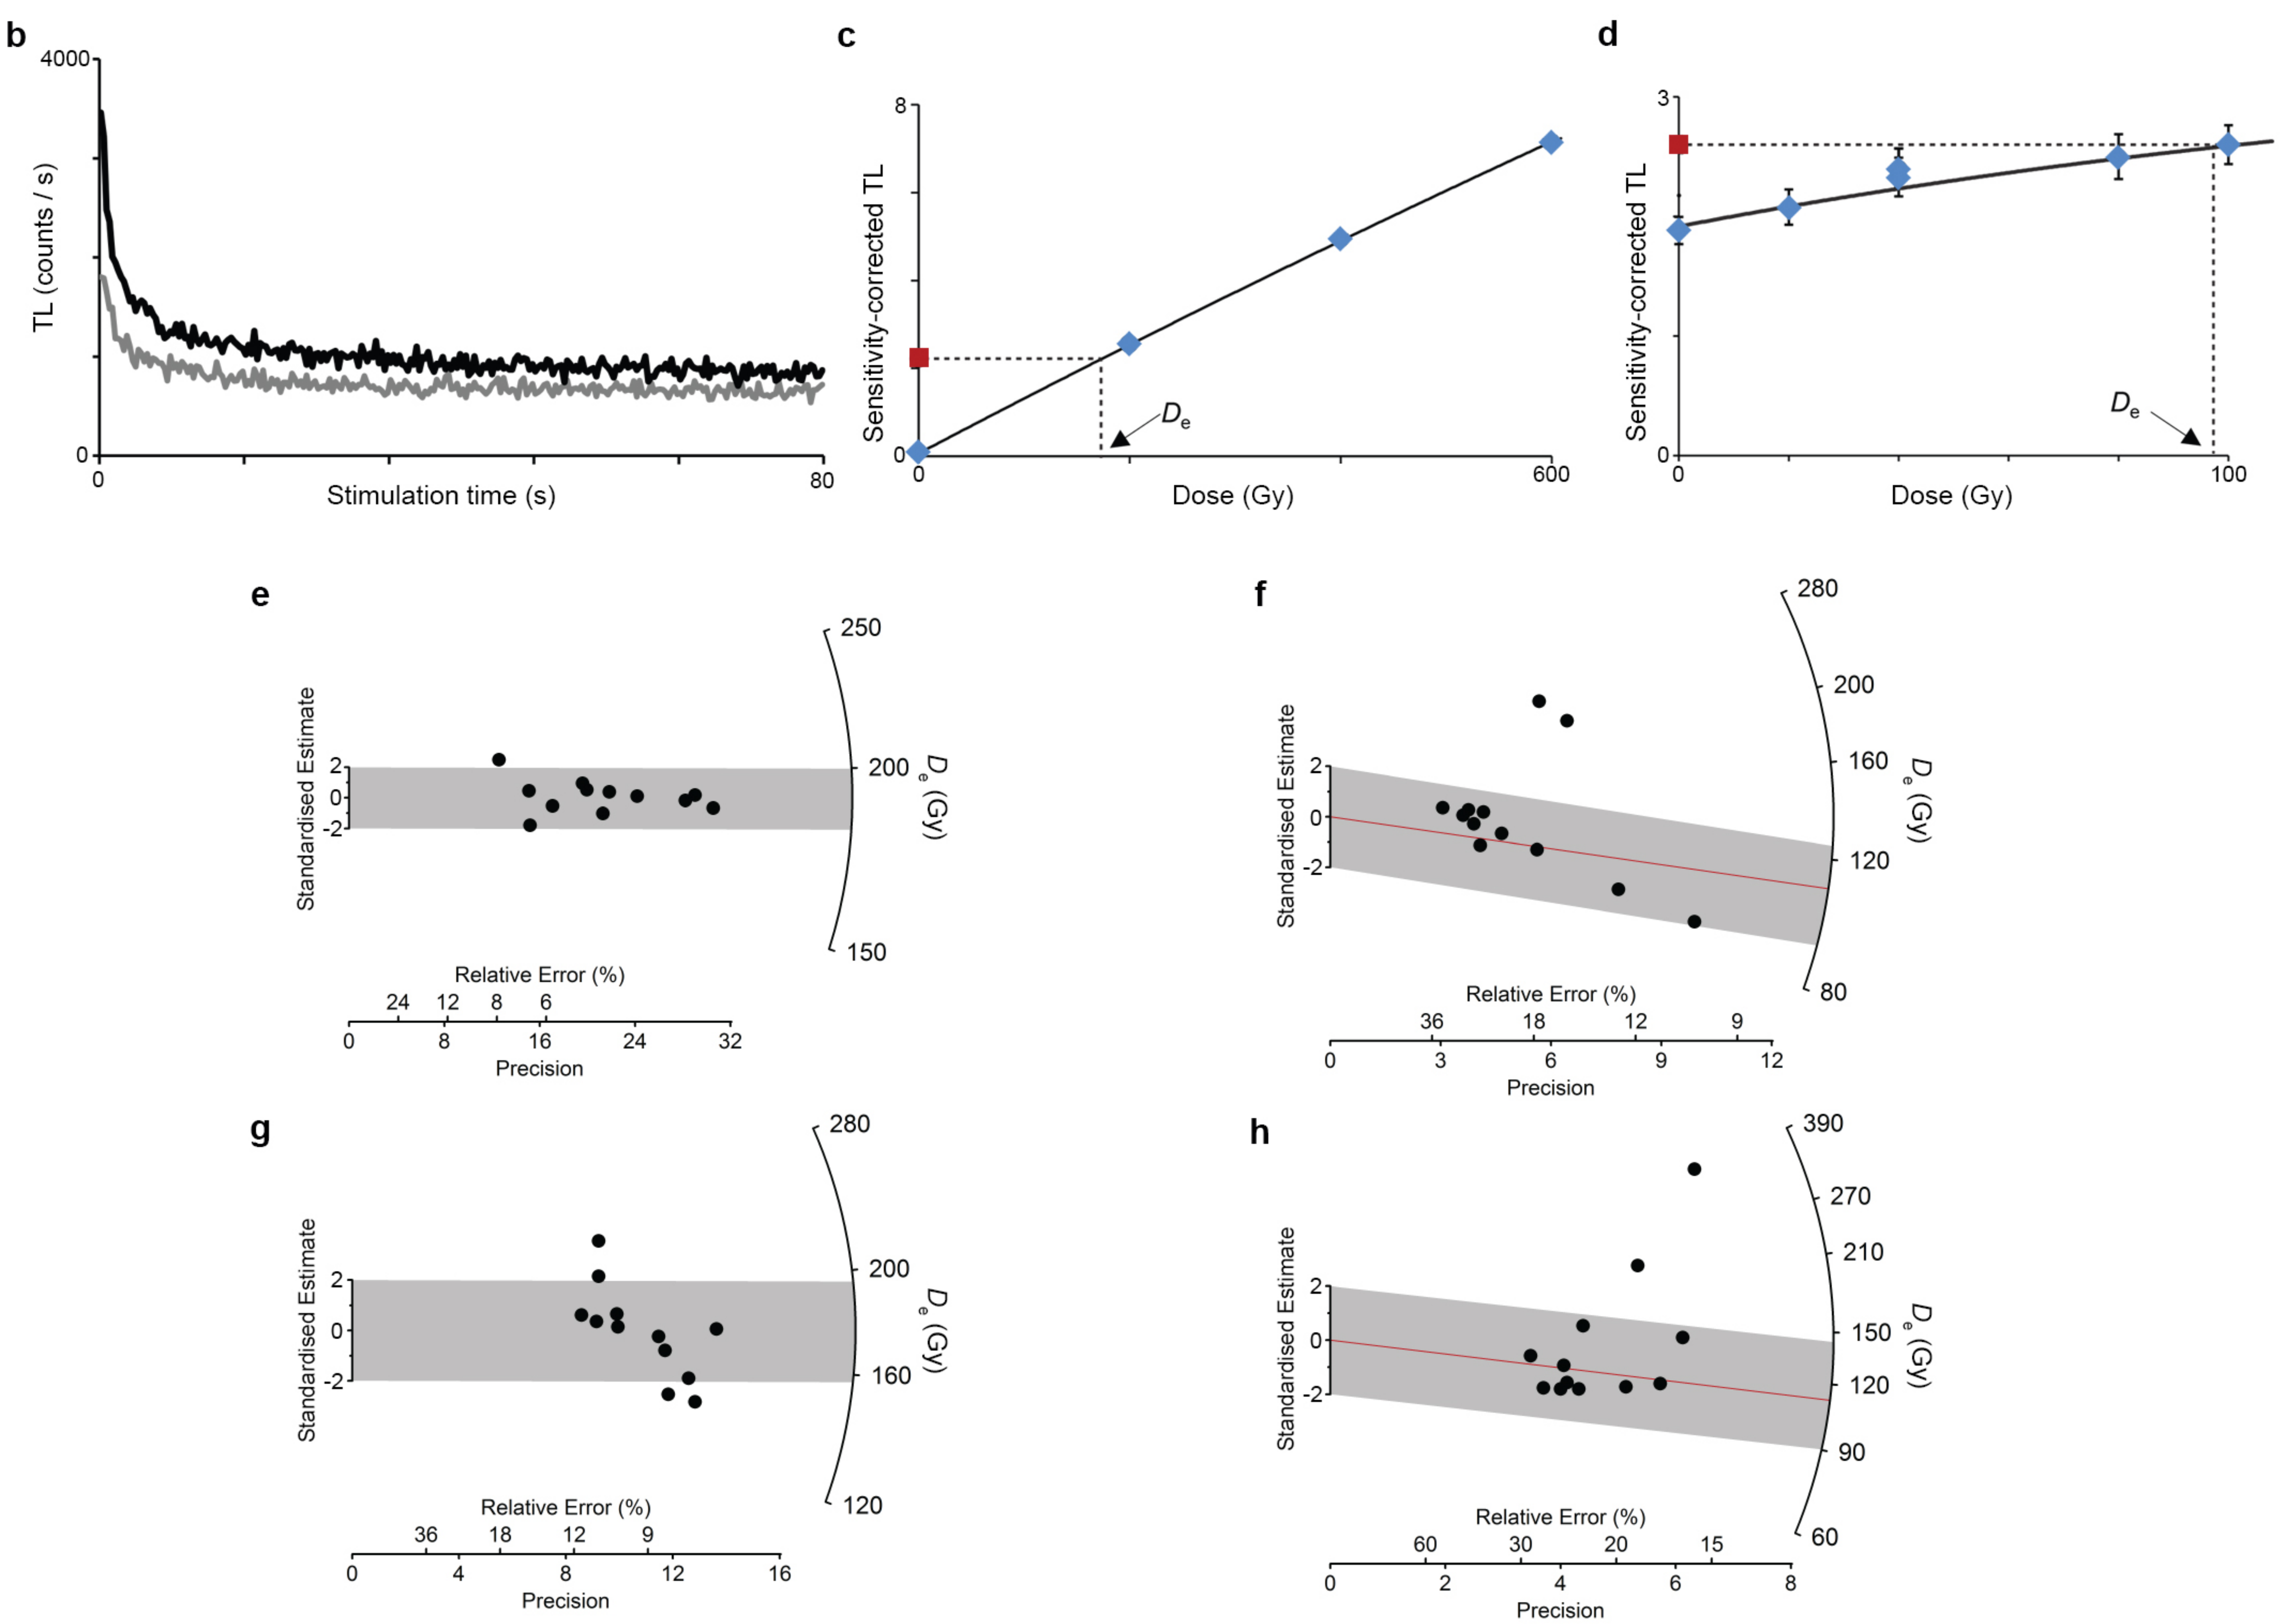 b
4000
TL (counts / s)
0
0
80
Stimulation time (s)
c
8
Sensitivity-corrected TL
0
0
600
Dose (Gy)
De
d
3
Sensitivity-corrected TL
0
0
100
Dose (Gy)
De
e
250
200
150
De (Gy)
Standardised Estimate
2
0
-2
Relative Error (%)
24 12 8 6
0 8 16 24 32
Precision
f
280
200
160
120
80
De (Gy)
Standardised Estimate
2
0
-2
Relative Error (%)
36 18 12 9
0 3 6 9 12
Precision
g
280
200
160
120
De (Gy)
Standardised Estimate
2
0
-2
Relative Error (%)
36 18 12 9
0 4 8 12 16
Precision
h
390
270
210
150
120
90
60
De (Gy)
Standardised Estimate
2
0
-2
Relative Error (%)
60 30 20 15
0 2 4 6 8
Precision